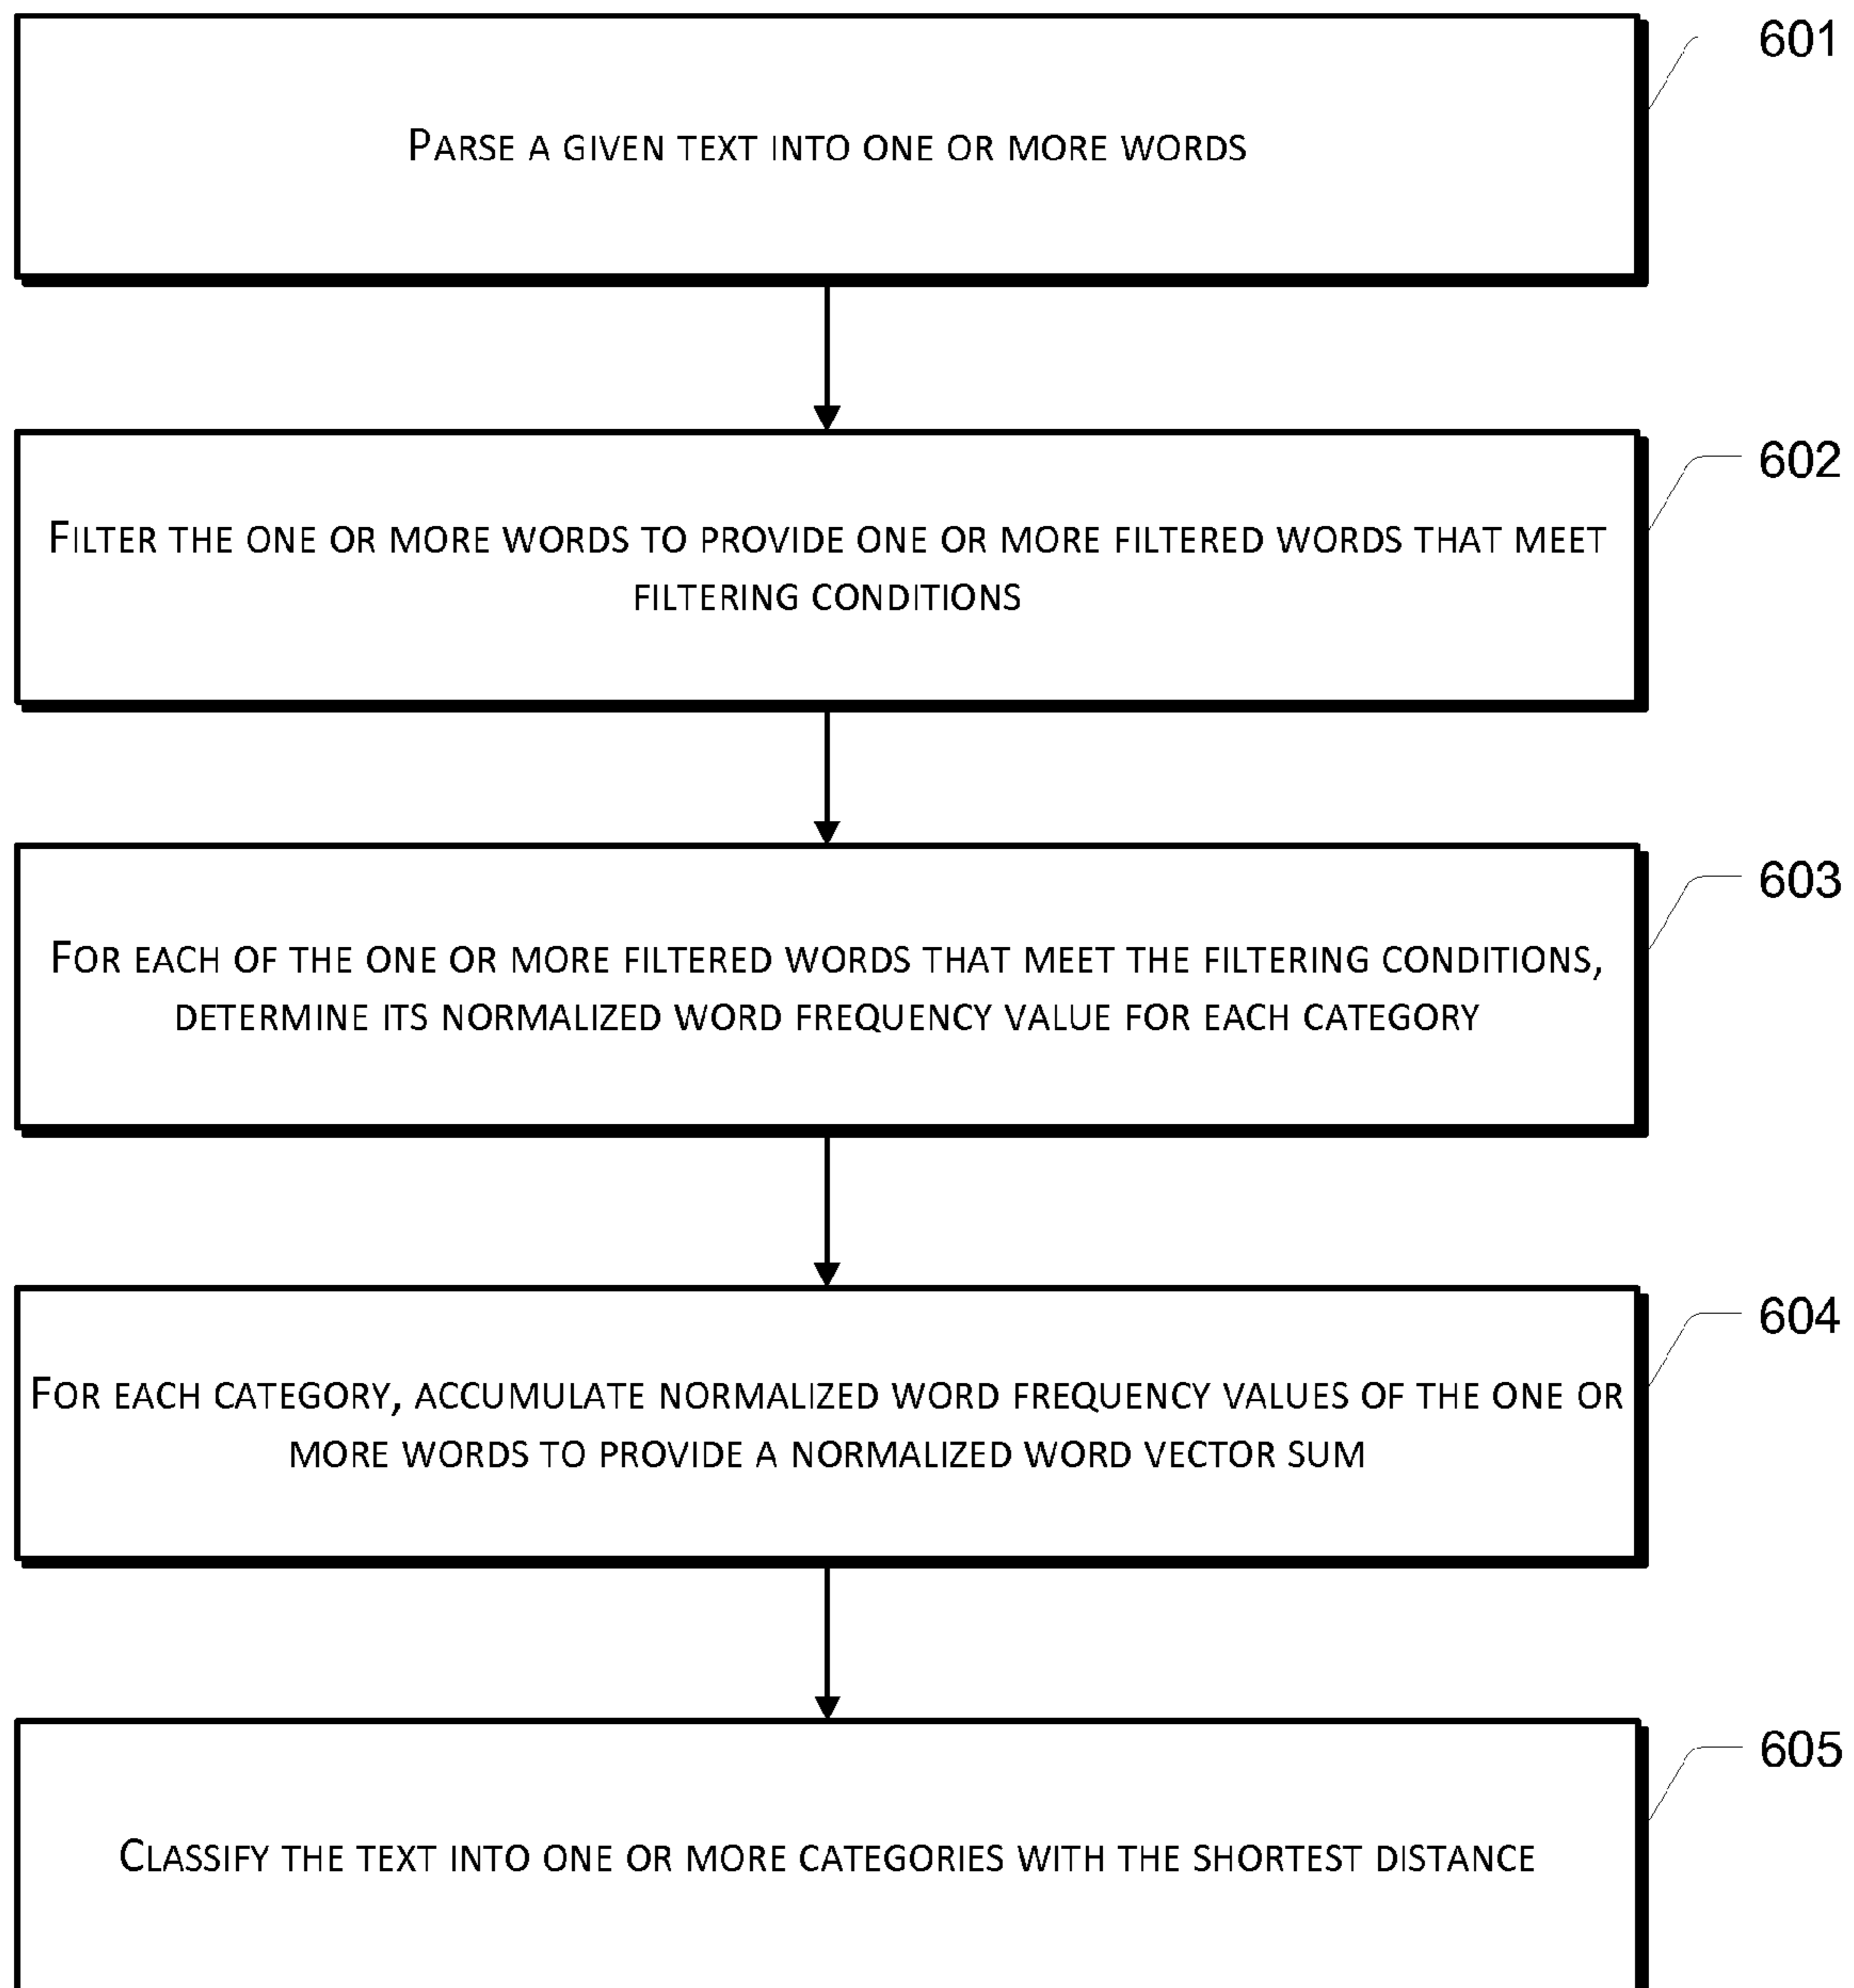 601
PARSE A GIVEN TEXT INTO ONE OR MORE WORDS
602
FILTER THE ONE OR MORE WORDS TO PROVIDE ONE OR MORE FILTERED WORDS THAT MEET
FILTERING CONDITIONS
603
FOR EACH OF THE ONE OR MORE FILTERED WORDS THAT MEET THE FILTERING CONDITIONS,
DETERMINE ITS NORMALIZED WORD FREQUENCY VALUE FOR EACH CATEGORY
604
FOR EACH CATEGORY, ACCUMULATE NORMALIZED WORD FREQUENCY VALUES OF THE ONE OR
MORE WORDS TO PROVIDE A NORMALIZED WORD VECTOR SUM
605
CLASSIFY THE TEXT INTO ONE OR MORE CATEGORIES WITH THE SHORTEST DISTANCE